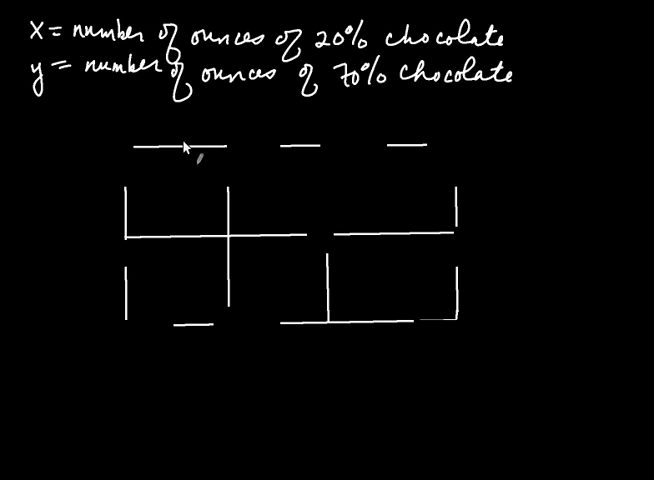 x = number of ounces of 20% chocolate
y = number of ounces of 70% chocolate